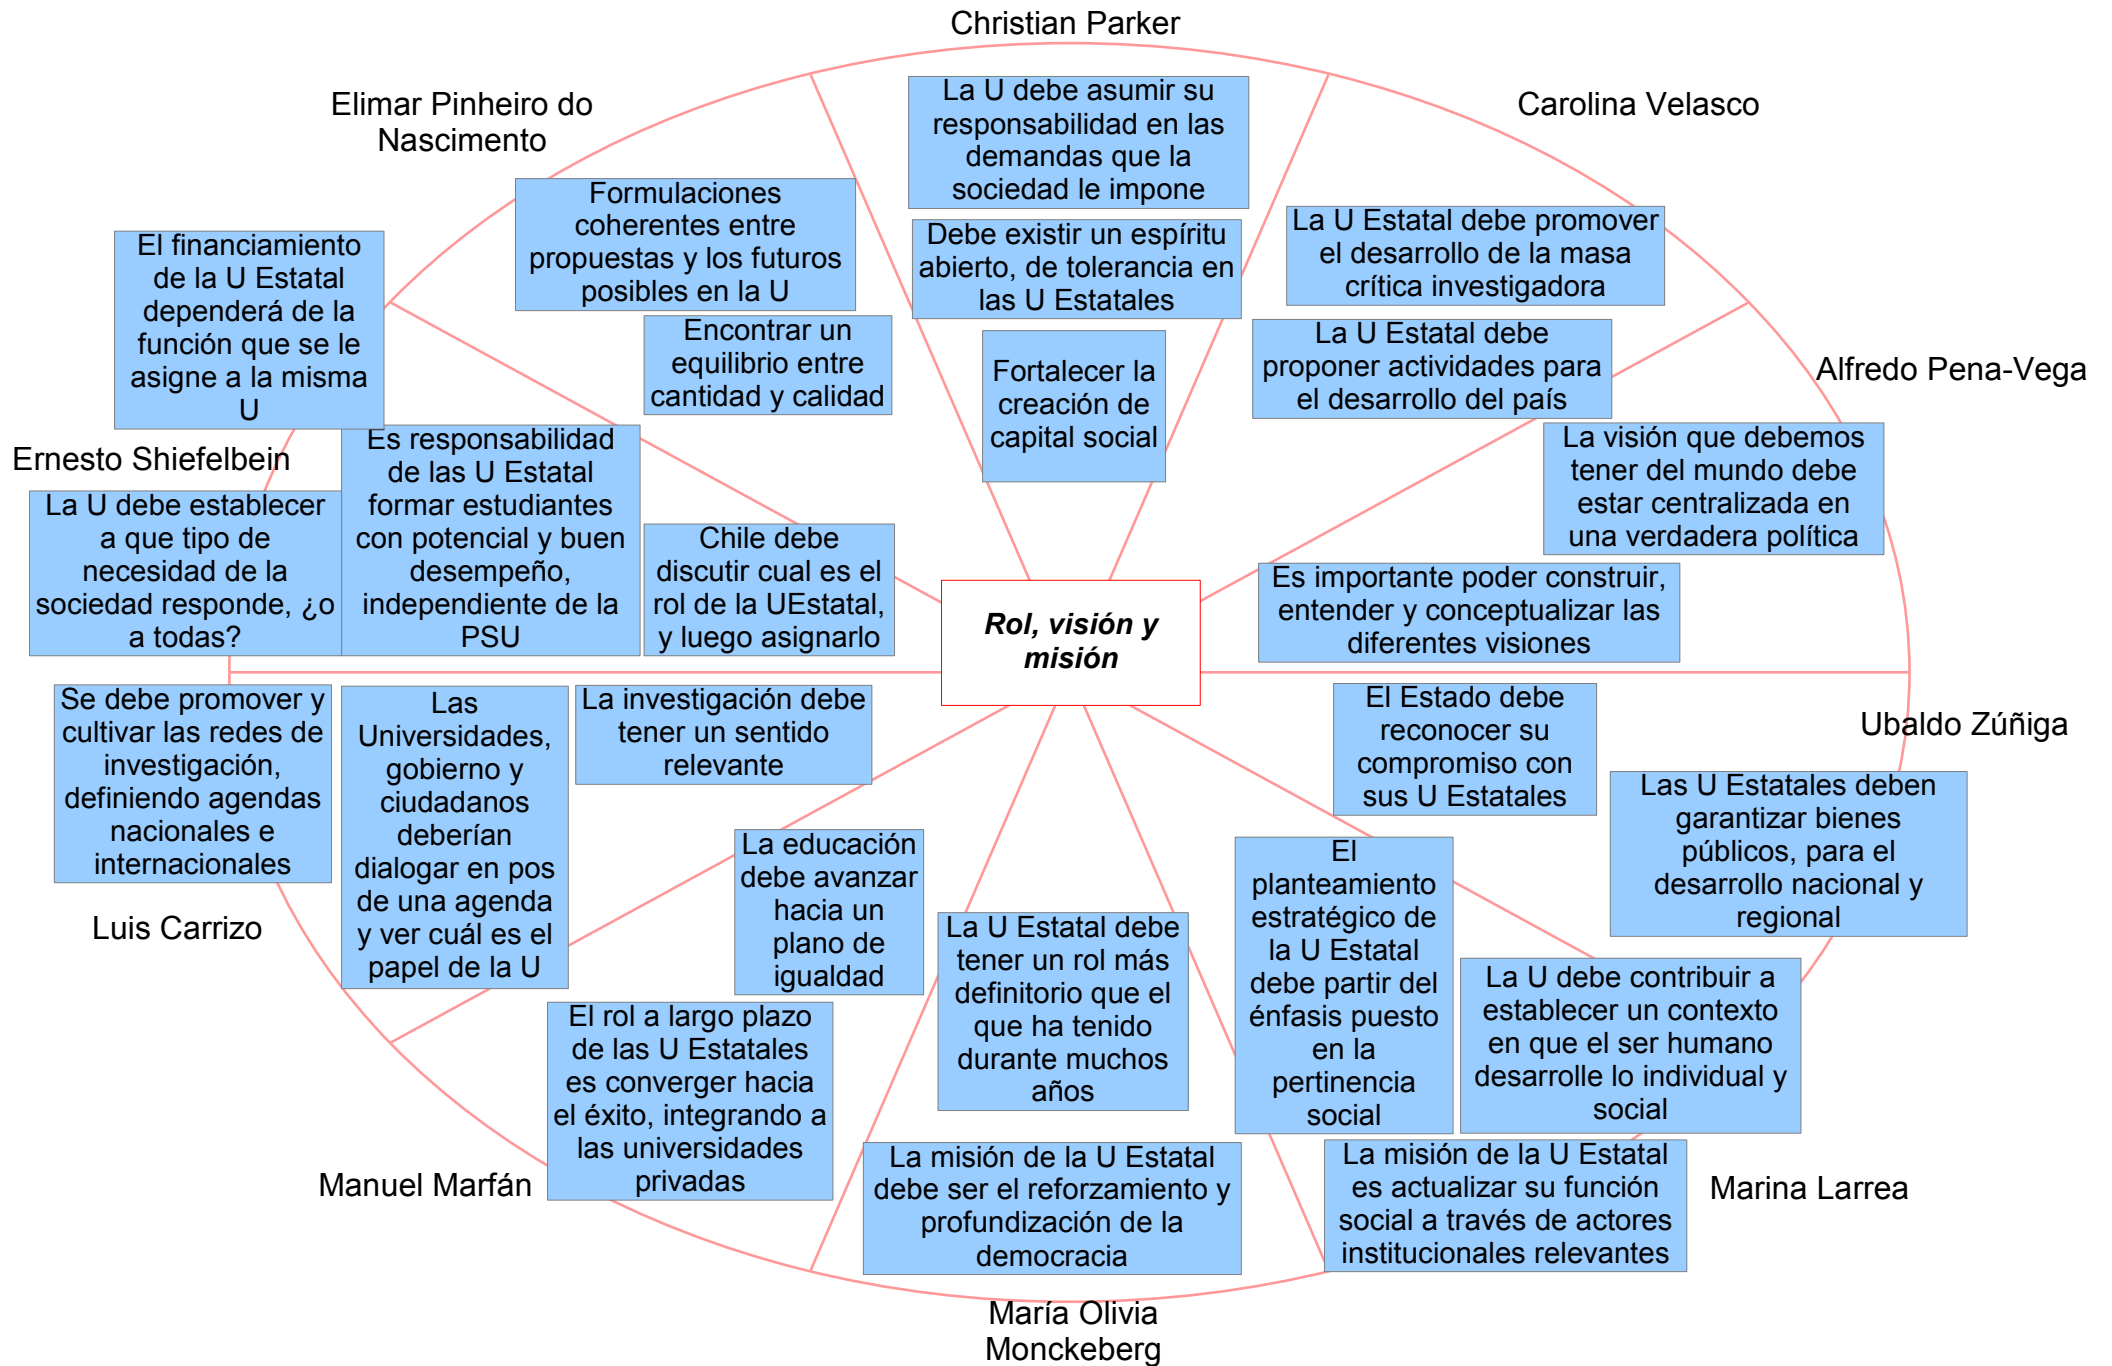 Christian Parker
Elimar Pinheiro do
Nascimento
Carolina Velasco
La U debe asumir su
responsabilidad en las
demandas que la
sociedad le impone
Debe existir un espíritu
abierto, de tolerancia en
las U Estatales
Fortalecer la
creación de
capital social
Formulaciones
coherentes entre
propuestas y los futuros
posibles en la U
Encontrar un
equilibrio entre
cantidad y calidad
La U Estatal debe promover
el desarrollo de la masa
crítica investigadora
La U Estatal debe
proponer actividades para
el desarrollo del país
Alfredo Pena-Vega
La visión que debemos
tener del mundo debe
estar centralizada en
una verdadera política
Es importante poder construir,
entender y conceptualizar las
diferentes visiones
El financiamiento
de la U Estatal
dependerá de la
función que se le
asigne a la misma
U
Ernesto Shiefelbein
La U debe establecer
a que tipo de
necesidad de la
sociedad responde, ¿o
a todas?
Es responsabilidad
de las U Estatal
formar estudiantes
con potencial y buen
desempeño,
independiente de la
PSU
Chile debe
discutir cual es el
rol de la UEstatal,
y luego asignarlo
Rol, visión y
misión
Se debe promover y
cultivar las redes de
investigación,
definiendo agendas
nacionales e
internacionales
Las
Universidades,
gobierno y
ciudadanos
deberían
dialogar en pos
de una agenda
y ver cuál es el
papel de la U
La investigación debe
tener un sentido
relevante
Luis Carrizo
El Estado debe
reconocer su
compromiso con
sus U Estatales
Ubaldo Zúñiga
Las U Estatales deben
garantizar bienes
públicos, para el
desarrollo nacional y
regional
La educación
debe avanzar
hacia un
plano de
igualdad
El rol a largo plazo
de las U Estatales
es converger hacia
el éxito, integrando a
las universidades
privadas
Manuel Marfán
La U Estatal debe
tener un rol más
definitorio que el
que ha tenido
durante muchos
años
La misión de la U Estatal
debe ser el reforzamiento y
profundización de la
democracia
María Olivia
Monckeberg
El
planteamiento
estratégico de
la U Estatal
debe partir del
énfasis puesto
en la
pertinencia
social
La U debe contribuir a
establecer un contexto
en que el ser humano
desarrolle lo individual y
social
La misión de la U Estatal
es actualizar su función
social a través de actores
institucionales relevantes
Marina Larrea